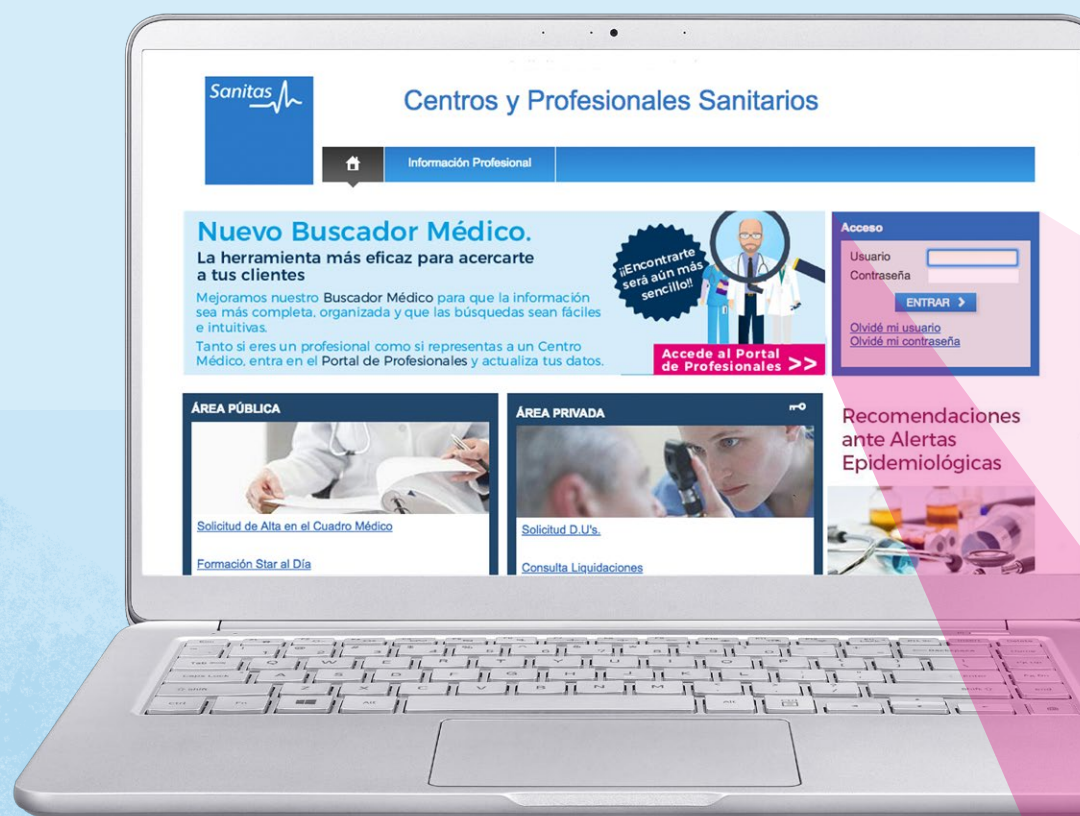 Sanitas
Centros y Profesionales Sanitarios
Información Profesional
Nuevo Buscador Médico.
La herramienta más eficaz para acercarte
a tus clientes
Mejoramos nuestro Buscador Médico para que la información
sea más completa, organizada y que las búsquedas sean fáciles
e intuitivas.
Tanto si eres un profesional como si representas a un Centro
Médico, entra en el Portal de Profesionales y actualiza tus datos.
¡¡Encontrarte
será aún más
sencillo!!
Accede al Portal
de Profesionales >>
Acceso
Usuario
Contraseña
ENTRAR >
Olvidé mi usuario
Olvidé mi contraseña
ÁREA PÚBLICA
Solicitud de Alta en el Cuadro Médico
Formación Star al Día
ÁREA PRIVADA
Solicitud D.U's.
Consulta Liquidaciones
Recomendaciones
ante Alertas
Epidemiológicas